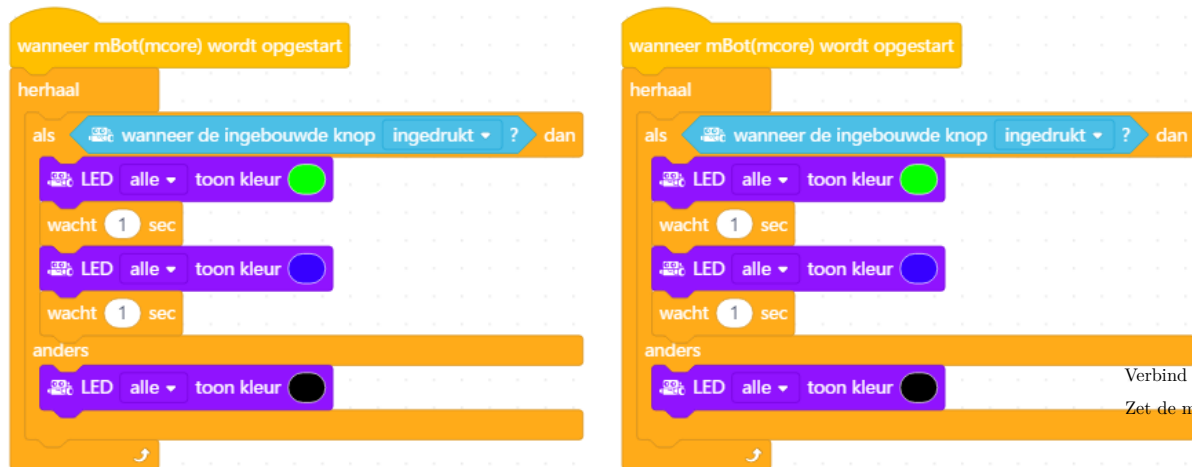 wanneer mBot(mcore) wordt opgestart
herhaal
als wanneer de ingebouwde knop ingedrukt ? dan
LED alle toon kleur
wacht 1 sec
LED alle toon kleur
wacht 1 sec
anders
LED alle toon kleur
wanneer mBot(mcore) wordt opgestart
herhaal
als wanneer de ingebouwde knop ingedrukt ? dan
LED alle toon kleur
wacht 1 sec
LED alle toon kleur
wacht 1 sec
anders
LED alle toon kleur
Verbind
Zet de